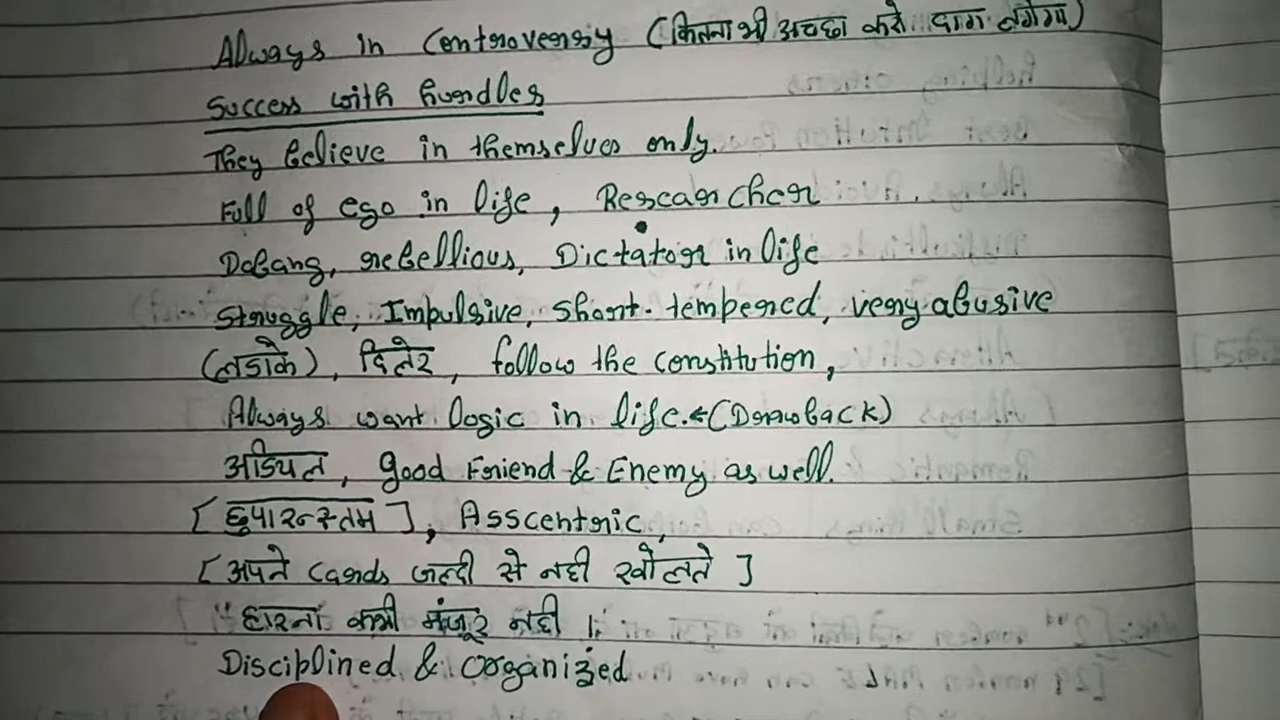 Always in Controversy (कितना भी अच्छा करो दाग लगेगा)
Success with hurdles
They believe in themselves only.
Full of ego in life, Researcher
Dabang, rebellious, Dictator in life
Struggle, Impulsive, Short-tempered, very abusive
(लडाके), दिलेर, follow the constitution,
Always want logic in life.←(Drawback)
अडियल, Good Friend & Enemy as well.
[छुपारुस्तम], Asscentric,
[अपने Cards जल्दी से नही खोलते]
"हारना कभी मंजूर नही।
Disciplined & Organized